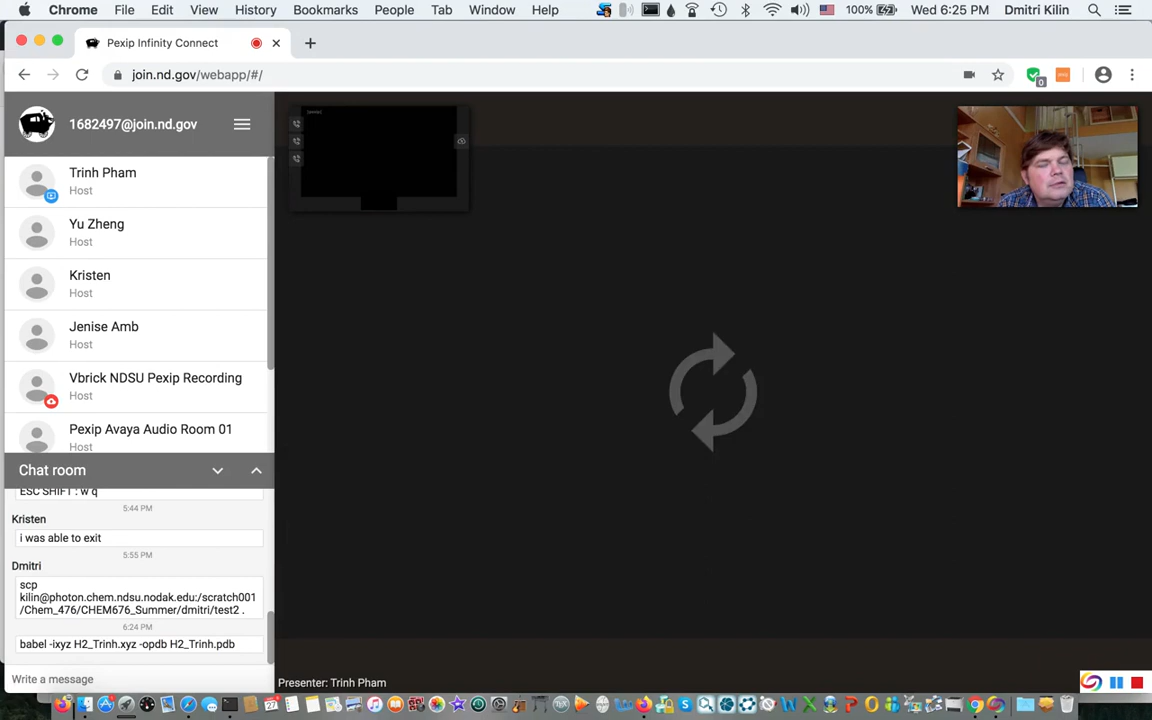 Chrome File Edit View History Bookmarks People Tab Window Help 100% Wed 6:25 PM Dmitri Kilin
Pexip Infinity Connect
join.nd.gov/webapp/#/
0
1682497@join.nd.gov
Trinh Pham
Host
Yu Zheng
Host
Kristen
Host
Jenise Amb
Host
Vbrick NDSU Pexip Recording
Host
Pexip Avaya Audio Room 01
Host
Chat room
ESC SHIFT : w q
5:44 PM
Kristen
i was able to exit
5:55 PM
Dmitri
scp
kilin@photon.chem.ndsu.nodak.edu:/scratch001
/Chem_476/CHEM676_Summer/dmitri/test2 .
6:24 PM
babel -ixyz H2_Trinh.xyz -opdb H2_Trinh.pdb
Write a message
Presenter: Trinh Pham